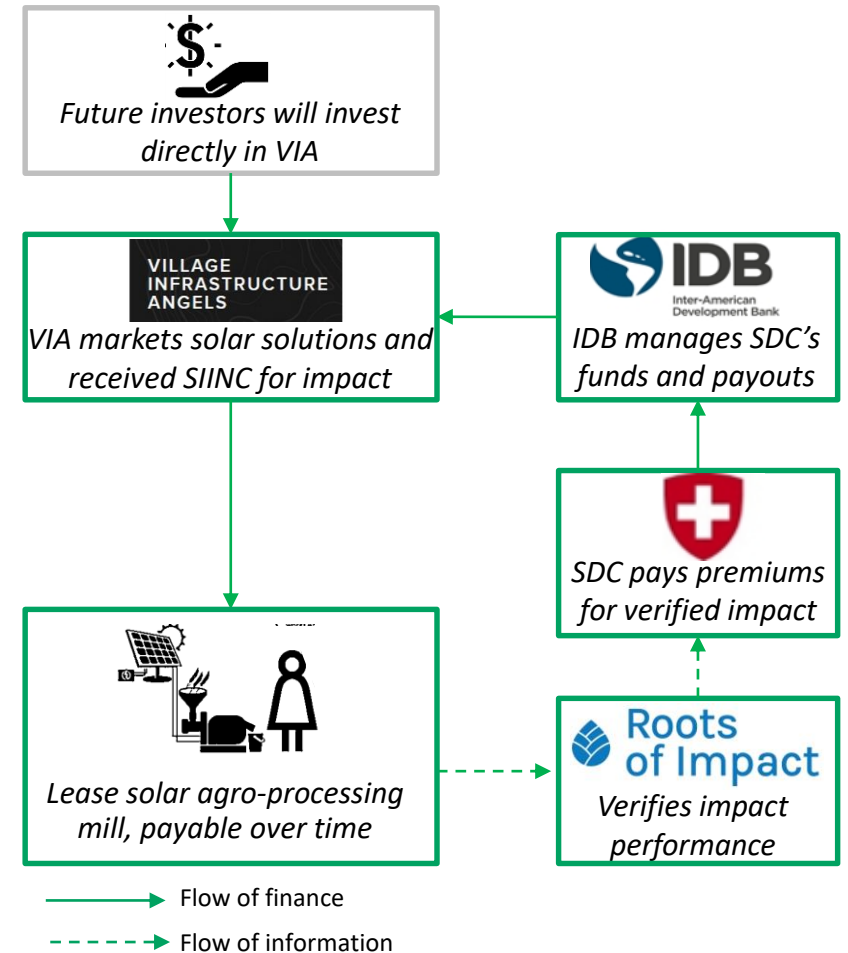 $
Future investors will invest
directly in VIA
VILLAGE
INFRASTRUCTURE
ANGELS
VIA markets solar solutions and
received SIINC for impact
IDB
Inter-American
Development Bank
IDB manages SDC’s
funds and payouts
SDC pays premiums
for verified impact
Lease solar agro-processing
mill, payable over time
Roots
of Impact
Verifies impact
performance
Flow of finance
Flow of information